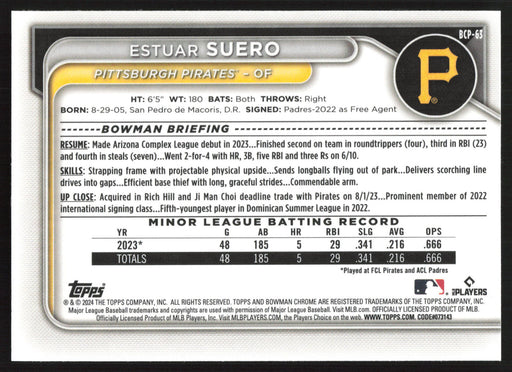 BCP-63
ESTUAR SUERO
PITTSBURGH PIRATES® - OF
P
HT: 6'5" WT: 180 BATS: Both THROWS: Right
BORN: 8-29-05, San Pedro de Macoris, D.R. SIGNED: Padres-2022 as Free Agent
BOWMAN BRIEFING
RESUME: Made Arizona Complex League debut in 2023...Finished second on team in roundtrippers (four), third in RBI (23)
and fourth in steals (seven)...Went 2-for-4 with HR, 3B, five RBI and three Rs on 6/10.
SKILLS: Strapping frame with projectable physical upside...Sends longballs flying out of park...Delivers scorching line
drives into gaps...Efficient base thief with long, graceful strides...Commendable arm.
UP CLOSE: Acquired in Rich Hill and Ji Man Choi deadline trade with Pirates on 8/1/23...Prominent member of 2022
international signing class...Fifth-youngest player in Dominican Summer League in 2022.
MINOR LEAGUE BATTING RECORD
YR G AB HR RBI SLG AVG OPS
2023* 48 185 5 29 .341 .216 .666
TOTALS 48 185 5 29 .341 .216 .666
*Played at FCL Pirates and ACL Padres
Topps
MLB PLAYERS
® & © 2024 THE TOPPS COMPANY, INC. ALL RIGHTS RESERVED. TOPPS AND BOWMAN CHROME ARE REGISTERED TRADEMARKS OF THE TOPPS COMPANY, INC.
Major League Baseball trademarks and copyrights are used with permission of Major League Baseball. Visit MLB.com. OFFICIALLY LICENSED PRODUCT OF MLB.
Officially Licensed Product of MLB Players, Inc. Visit MLBPLAYERS.com, the Players Choice on the web. WWW.TOPPS.COM. CODE#073143